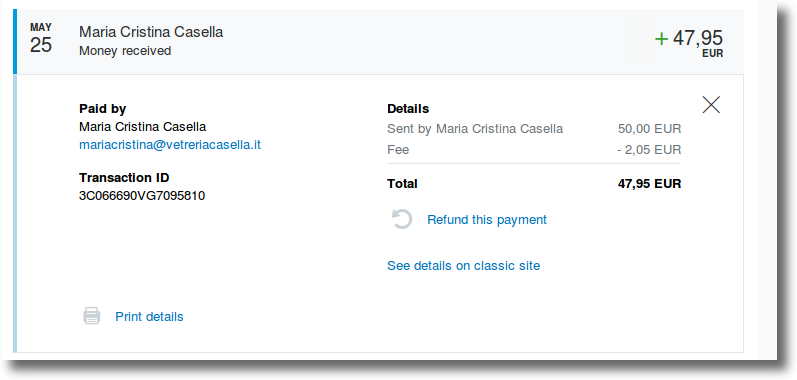 MAY
25
Maria Cristina Casella
Money received
+ 47,95
EUR
Paid by
Maria Cristina Casella
mariacristina@vetreriacasella.it
Transaction ID
3C066690VG7095810
Details
Sent by Maria Cristina Casella 50,00 EUR
Fee - 2,05 EUR
Total 47,95 EUR
Refund this payment
See details on classic site
Print details